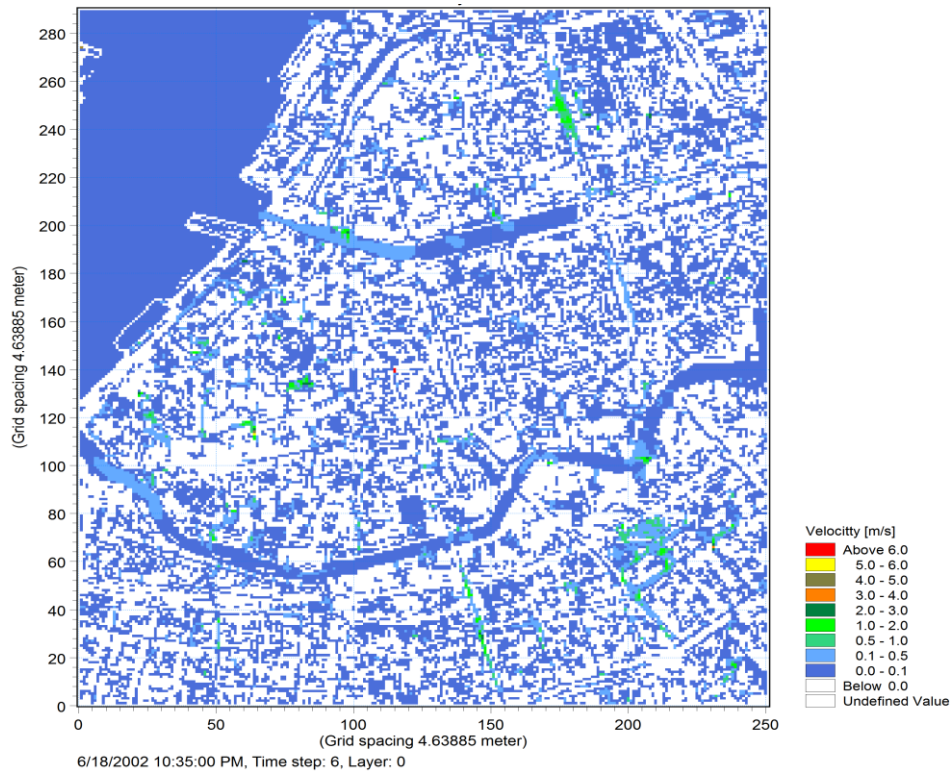 280
260
240
220
200
180
160
140
120
100
80
60
40
20
0
(Grid spacing 4.63885 meter)
0 50 100 150 200 250
(Grid spacing 4.63885 meter)
6/18/2002 10:35:00 PM, Time step: 6, Layer: 0
Velocitty [m/s]
Above 6.0
5.0 - 6.0
4.0 - 5.0
3.0 - 4.0
2.0 - 3.0
1.0 - 2.0
0.5 - 1.0
0.1 - 0.5
0.0 - 0.1
Below 0.0
Undefined Value